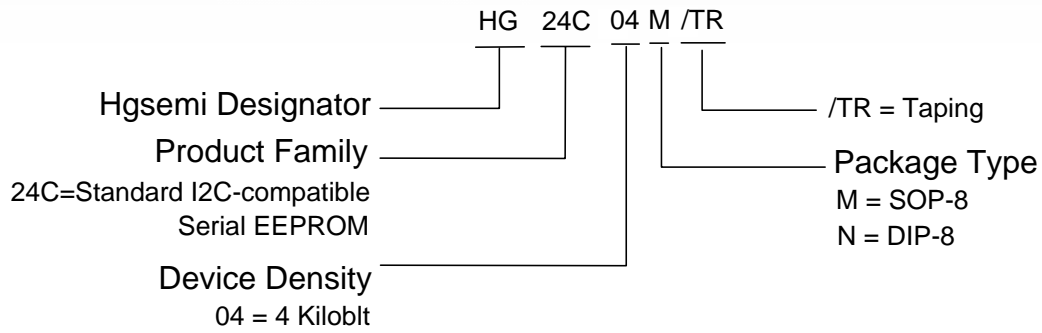 HG 24C 04 M /TR
Hgsemi Designator
Product Family
24C=Standard I2C-compatible
Serial EEPROM
Device Density
04 = 4 Kiloblt
/TR = Taping
Package Type
M = SOP-8
N = DIP-8